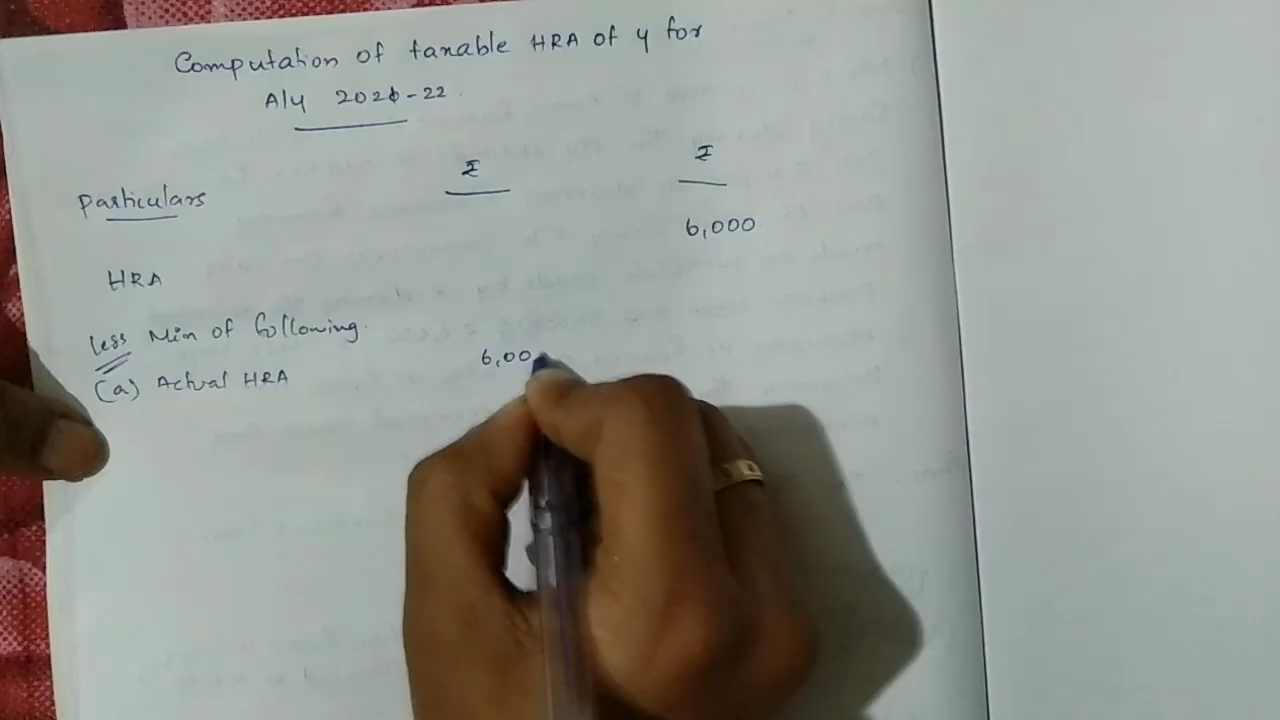 Computation of taxable HRA of y for
A/y 2021-22
₹ ₹
Particulars
6,000
HRA
less Min of following.
(a) Actual HRA 6,00